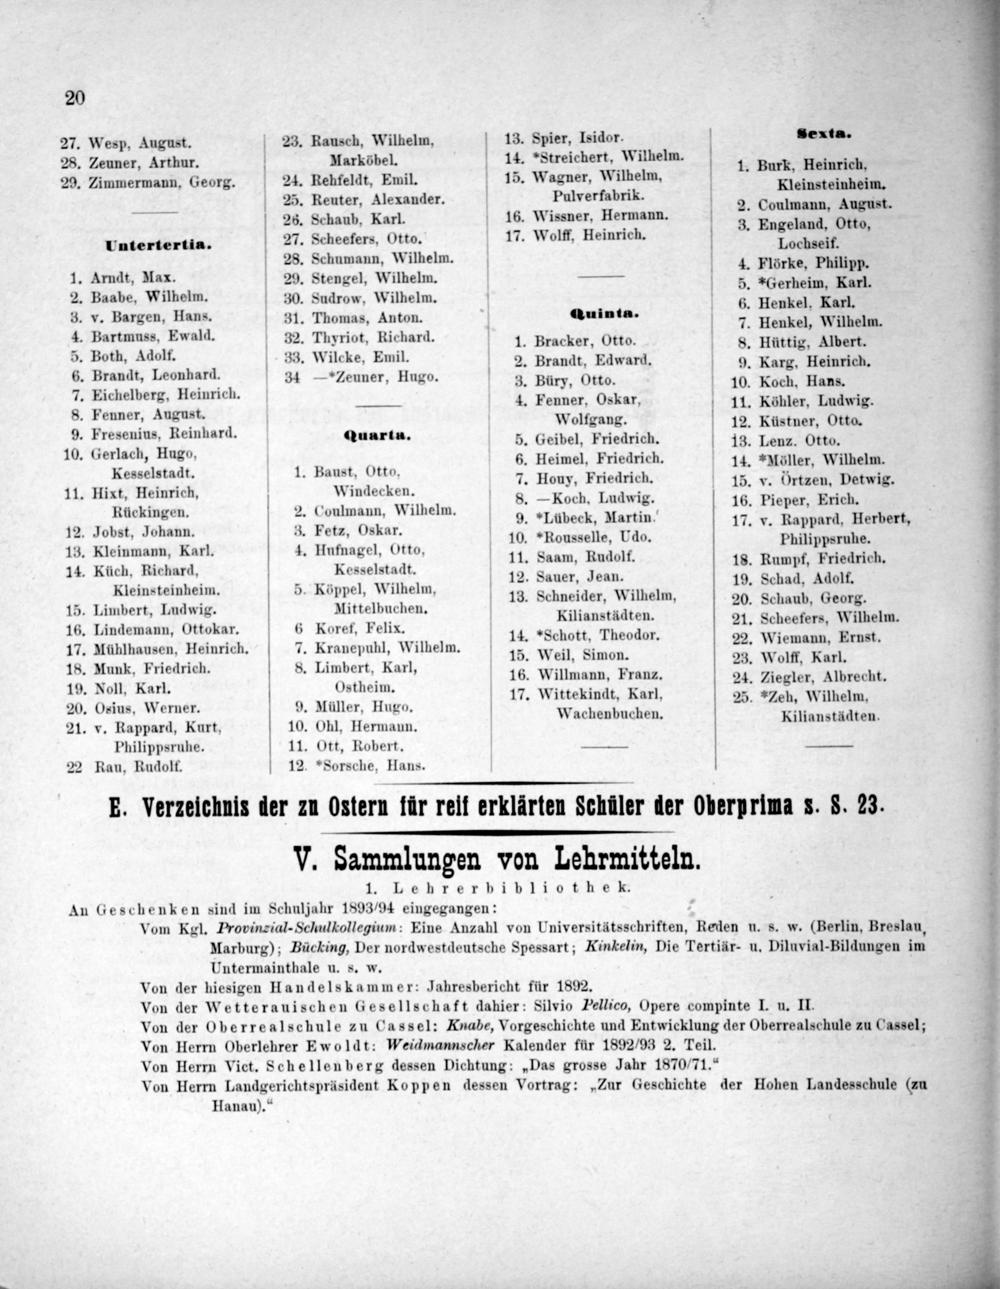 20
27. Wesp, August.
28. Zeuner, Arthur.
29. Zimmermann, Georg.
Untertertia.
1. Arndt, Max.
2. Baabe, Wilhelm.
3. v. Bargen, Hans.
4. Bartmuss, Ewald.
5. Both, Adolf.
6. Brandt, Leonhard.
7. Eichelberg, Heinrich.
8. Fenner, August.
9. Fresenius, Reinhard.
10. Gerlach, Hugo,
Kesselstadt.
11. Hixt, Heinrich,
Rückingen.
12. Jobst, Johann.
13. Kleinmann, Karl.
14. Küch, Richard,
Kleinsteinheim.
15. Limbert, Ludwig.
16. Lindemann, Ottokar.
17. Mühlhausen, Heinrich.
18. Munk, Friedrich.
19. Noll, Karl.
20. Osius, Werner.
21. v. Rappard, Kurt,
Philippsruhe.
22 Rau, Rudolf.
23. Rausch, Wilhelm,
Marköbel.
24. Rehfeldt, Emil.
25. Reuter, Alexander.
26. Schaub, Karl.
27. Scheefers, Otto.
28. Schumann, Wilhelm.
29. Stengel, Wilhelm.
30. Sudrow, Wilhelm.
31. Thomas, Anton.
32. Thyriot, Richard.
33. Wilcke, Emil.
34 —*Zeuner, Hugo.
Quarta.
1. Baust, Otto,
Windecken.
2. Coulmann, Wilhelm.
3. Fetz, Oskar.
4. Hufnagel, Otto,
Kesselstadt.
5. Köppel, Wilhelm,
Mittelbuchen.
6 Koref, Felix.
7. Kranepuhl, Wilhelm.
8. Limbert, Karl,
Ostheim.
9. Müller, Hugo.
10. Ohl, Hermann.
11. Ott, Robert.
12. *Sorsche, Hans.
13. Spier, Isidor.
14. *Streichert, Wilhelm.
15. Wagner, Wilhelm,
Pulverfabrik.
16. Wissner, Hermann.
17. Wolff, Heinrich.
Quinta.
1. Bracker, Otto.
2. Brandt, Edward.
3. Büry, Otto.
4. Fenner, Oskar,
Wolfgang.
5. Geibel, Friedrich.
6. Heimel, Friedrich.
7. Houy, Friedrich.
8. —Koch, Ludwig.
9. *Lübeck, Martin.
10. *Rousselle, Udo.
11. Saam, Rudolf.
12. Sauer, Jean.
13. Schneider, Wilhelm,
Kilianstädten.
14. *Schott, Theodor.
15. Weil, Simon.
16. Willmann, Franz.
17. Wittekindt, Karl,
Wachenbuchen.
Sexta.
1. Burk, Heinrich,
Kleinsteinheim.
2. Coulmann, August.
3. Engeland, Otto,
Lochseif.
4. Flörke, Philipp.
5. *Gerheim, Karl.
6. Henkel, Karl.
7. Henkel, Wilhelm.
8. Hüttig, Albert.
9. Karg, Heinrich.
10. Koch, Hans.
11. Köhler, Ludwig.
12. Küstner, Otto.
13. Lenz, Otto.
14. *Möller, Wilhelm.
15. v. Örtzen, Detwig.
16. Pieper, Erich.
17. v. Rappard, Herbert,
Philippsruhe.
18. Rumpf, Friedrich.
19. Schad, Adolf.
20. Schaub, Georg.
21. Scheefers, Wilhelm.
22. Wiemann, Ernst.
23. Wolff, Karl.
24. Ziegler, Albrecht.
25. *Zeh, Wilhelm,
Kilianstädten.
E. Verzeichnis der zu Ostern für reif erklärten Schüler der Oberprima s. S. 23.
V. Sammlungen von Lehrmitteln.
1. Lehrerbibliothek.
An Geschenken sind im Schuljahr 1893/94 eingegangen:
Vom Kgl. Provinzial-Schulkollegium: Eine Anzahl von Universitätsschriften, Reden u. s. w. (Berlin, Breslau,
Marburg); Bücking, Der nordwestdeutsche Spessart; Kinkelin, Die Tertiär- u. Diluvial-Bildungen im
Untermainthale u. s. w.
Von der hiesigen Handelskammer: Jahresbericht für 1892.
Von der Wetterauischen Gesellschaft dahier: Silvio Pellico, Opere compinte I. u. II.
Von der Oberrealschule zu Cassel: Knabe, Vorgeschichte und Entwicklung der Oberrealschule zu Cassel;
Von Herrn Oberlehrer Ewoldt: Weidmannscher Kalender für 1892/93 2. Teil.
Von Herrn Vict. Schellenberg dessen Dichtung: „Das grosse Jahr 1870/71.“
Von Herrn Landgerichtspräsident Koppen dessen Vortrag: „Zur Geschichte der Hohen Landesschule (zu
Hanau).“